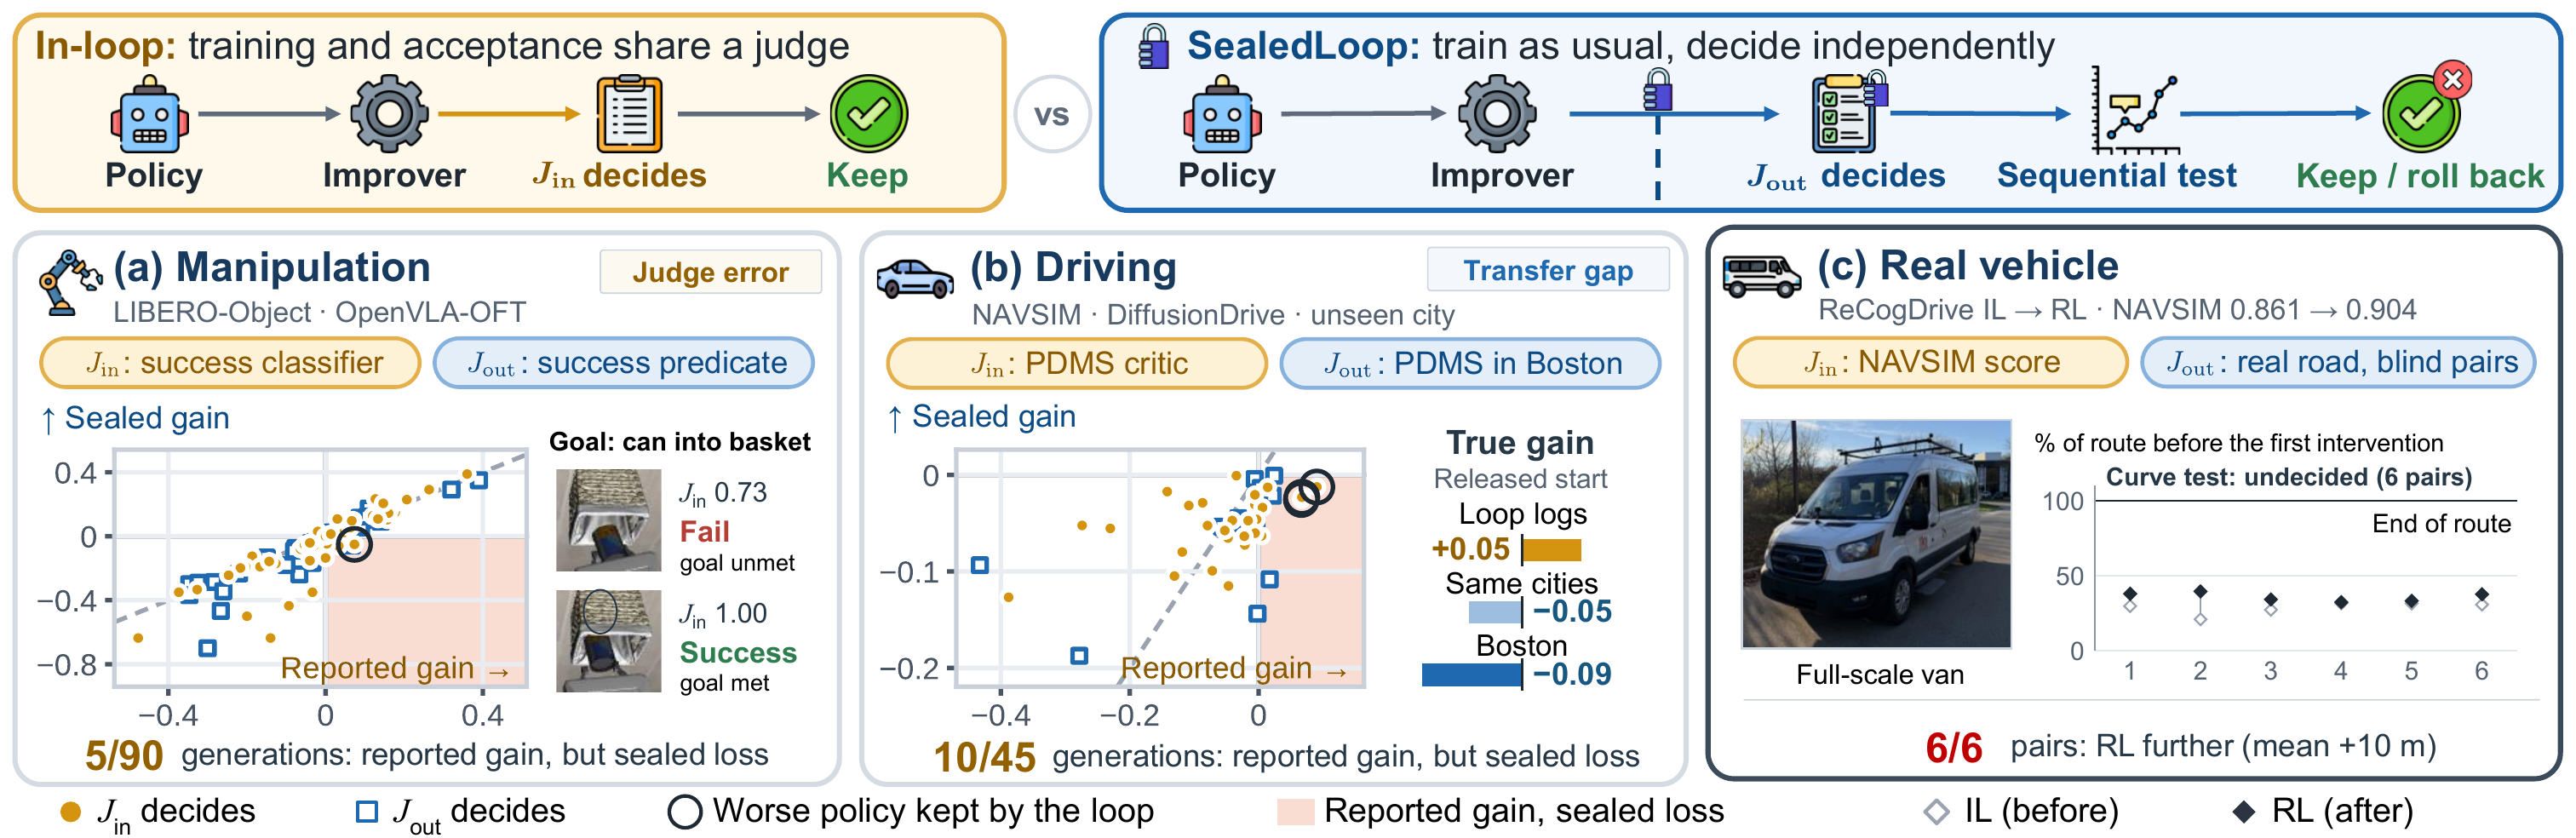 In-loop: training and acceptance share a judge
Policy
Improver
J_in decides
Keep
vs
SealedLoop: train as usual, decide independently
Policy
Improver
J_out decides
Sequential test
Keep / roll back
(a) Manipulation
Judge error
LIBERO-Object · OpenVLA-OFT
J_in : success classifier
J_out : success predicate
↑ Sealed gain
0.4
0
−0.4
−0.8
Reported gain →
−0.4
0
0.4
Goal: can into basket
J_in 0.73
Fail
goal unmet
J_in 1.00
Success
goal met
5/90 generations: reported gain, but sealed loss
(b) Driving
Transfer gap
NAVSIM · DiffusionDrive · unseen city
J_in : PDMS critic
J_out : PDMS in Boston
↑ Sealed gain
0
−0.1
−0.2
Reported gain →
−0.4
−0.2
0
True gain
Released start
Loop logs
+0.05
Same cities
−0.05
Boston
−0.09
10/45 generations: reported gain, but sealed loss
(c) Real vehicle
ReCogDrive IL → RL · NAVSIM 0.861 → 0.904
J_in : NAVSIM score
J_out : real road, blind pairs
Full-scale van
% of route before the first intervention
Curve test: undecided (6 pairs)
100
End of route
50
0
1
2
3
4
5
6
6/6 pairs: RL further (mean +10 m)
J_in decides
J_out decides
Worse policy kept by the loop
Reported gain, sealed loss
IL (before)
RL (after)